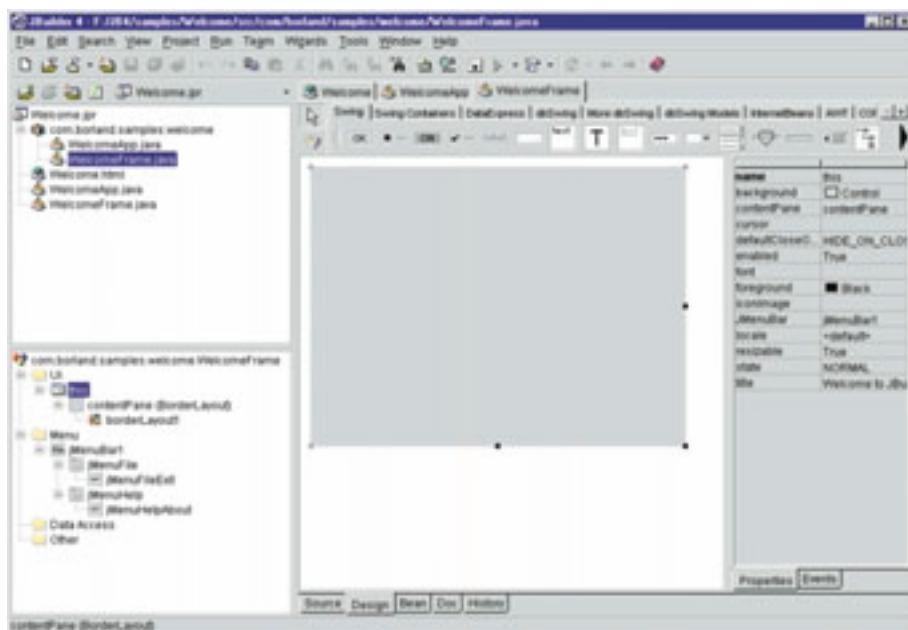 JBuilder 4 - F:/JB4/samples/Welcome/src/com/borland/samples/welcome/WelcomeFrame.java
File Edit Search View Project Run Team Wizards Tools Window Help
Welcome.jpr
Welcome WelcomeApp WelcomeFrame
Welcome.jpr
com.borland.samples.welcome
WelcomeApp.java
WelcomeFrame.java
Welcome.html
WelcomeApp.java
WelcomeFrame.java
Swing Swing Containers DataExpress dbSwing More dbSwing dbSwing Models InternetBeans AWT
OK
name this
background Control
contentPane contentPane
cursor
defaultCloseO... HIDE_ON_CLOS
enabled True
font
foreground Black
iconImage
JMenuBar jMenuBar1
locale <default>
resizable True
state NORMAL
title Welcome to JBu
com.borland.samples.welcome.WelcomeFrame
UI
this
contentPane (BorderLayout)
borderLayout1
Menu
jMenuBar1
jMenuFile
jMenuFileExit
jMenuHelp
jMenuHelpAbout
Data Access
Other
Properties Events
Source Design Bean Doc History
contentPane (BorderLayout)